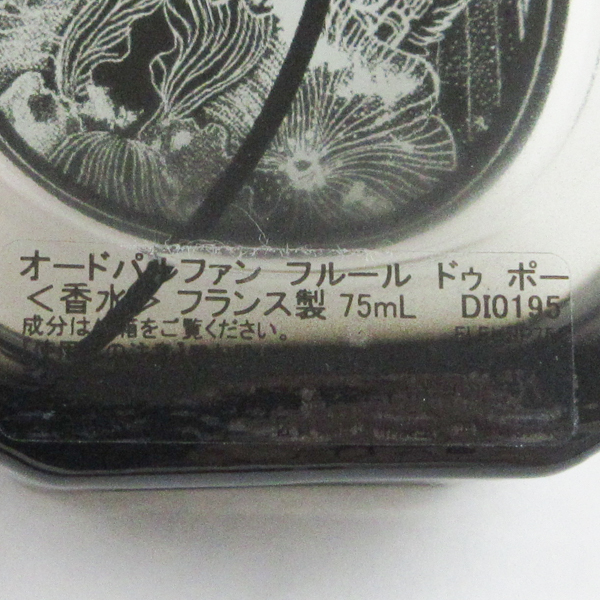 オードパルファン フルール ドゥ ポー
＜香水＞ フランス製 75mL DI0195
成分は外箱をご覧ください。